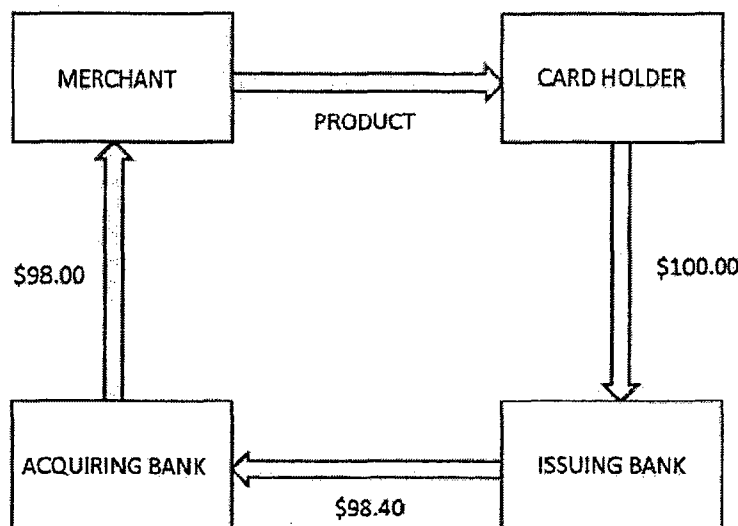 MERCHANT
CARD HOLDER
PRODUCT
$98.00
$100.00
ACQUIRING BANK
ISSUING BANK
$98.40